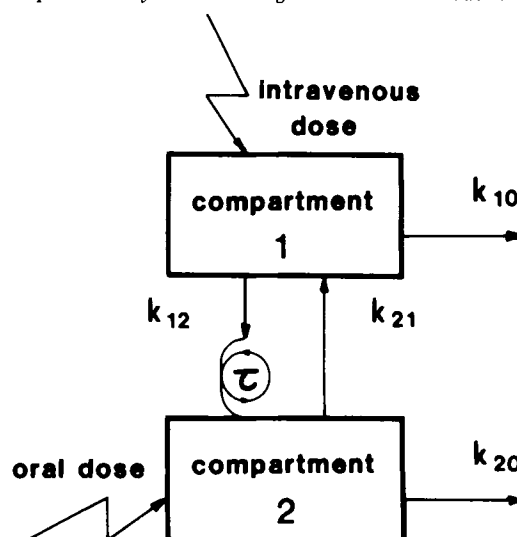 intravenous
dose
compartment
1
k10
k12
k21
τ
oral dose
compartment
2
k20